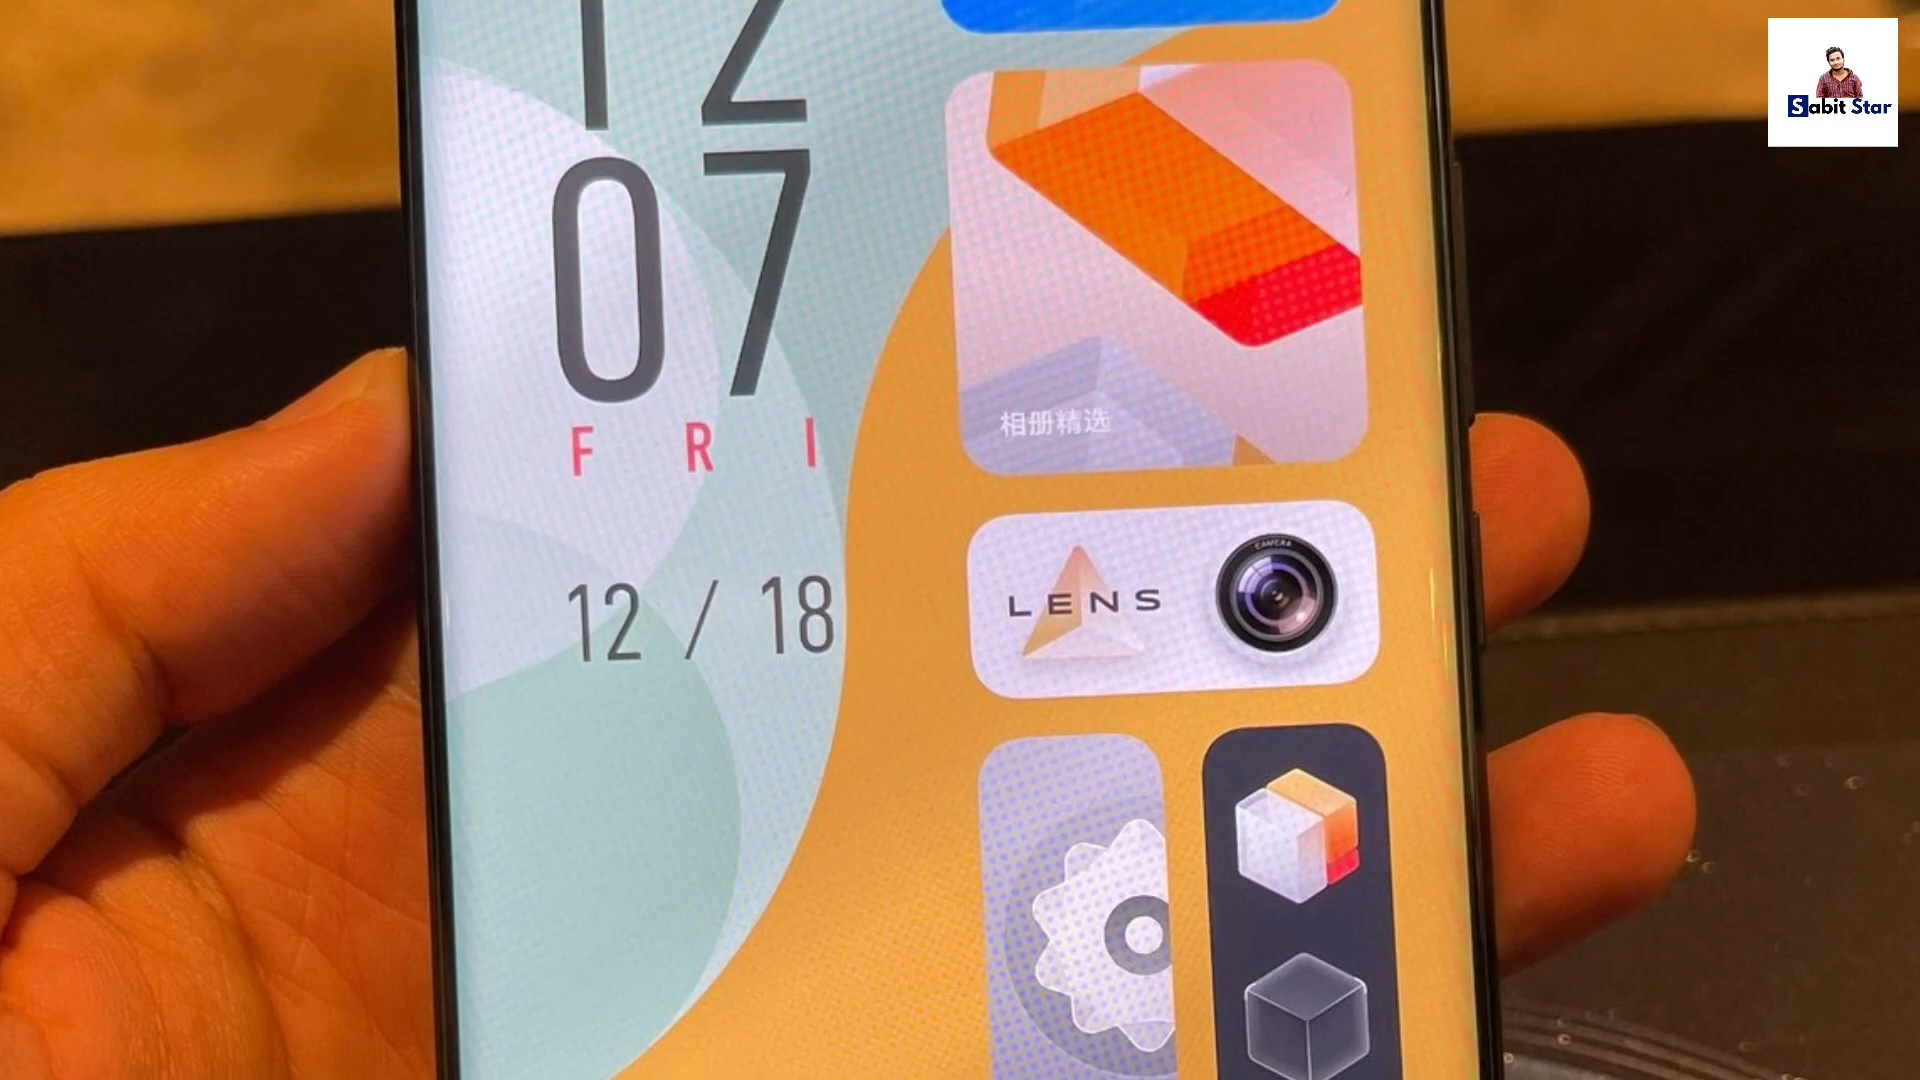 12
07
FRI
12 / 18
相册精选
LENS
CAMERA
Sabit Star